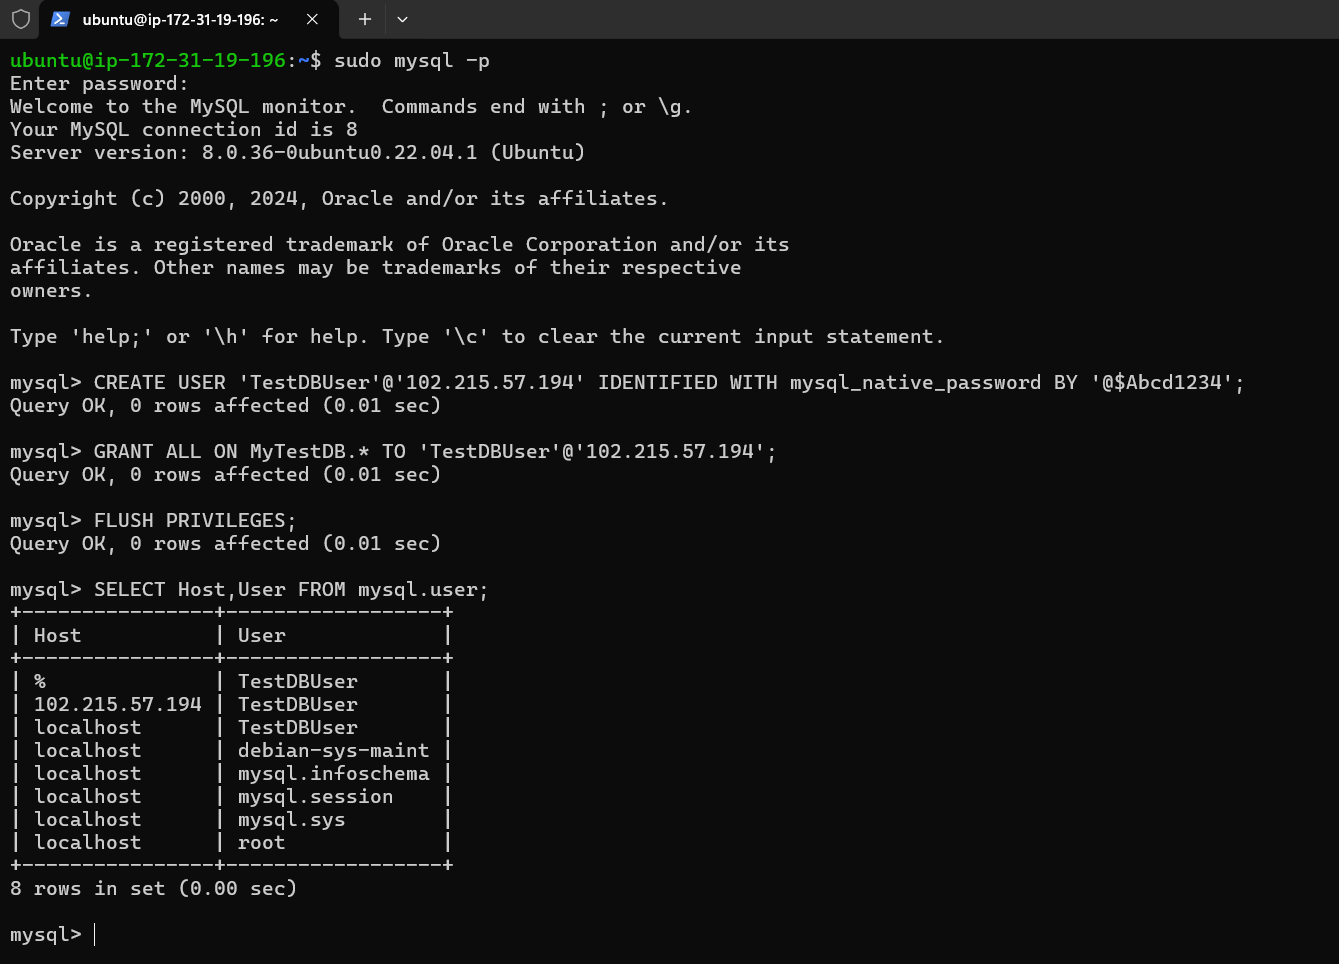 ubuntu@ip-172-31-19-196: ~
ubuntu@ip-172-31-19-196:~$ sudo mysql -p
Enter password:
Welcome to the MySQL monitor.  Commands end with ; or \g.
Your MySQL connection id is 8
Server version: 8.0.36-0ubuntu0.22.04.1 (Ubuntu)

Copyright (c) 2000, 2024, Oracle and/or its affiliates.

Oracle is a registered trademark of Oracle Corporation and/or its
affiliates. Other names may be trademarks of their respective
owners.

Type 'help;' or '\h' for help. Type '\c' to clear the current input statement.

mysql> CREATE USER 'TestDBUser'@'102.215.57.194' IDENTIFIED WITH mysql_native_password BY '@$Abcd1234';
Query OK, 0 rows affected (0.01 sec)

mysql> GRANT ALL ON MyTestDB.* TO 'TestDBUser'@'102.215.57.194';
Query OK, 0 rows affected (0.01 sec)

mysql> FLUSH PRIVILEGES;
Query OK, 0 rows affected (0.01 sec)

mysql> SELECT Host,User FROM mysql.user;
+----------------+------------------+
| Host           | User             |
+----------------+------------------+
| %              | TestDBUser       |
| 102.215.57.194 | TestDBUser       |
| localhost      | TestDBUser       |
| localhost      | debian-sys-maint |
| localhost      | mysql.infoschema |
| localhost      | mysql.session    |
| localhost      | mysql.sys        |
| localhost      | root             |
+----------------+------------------+
8 rows in set (0.00 sec)

mysql>